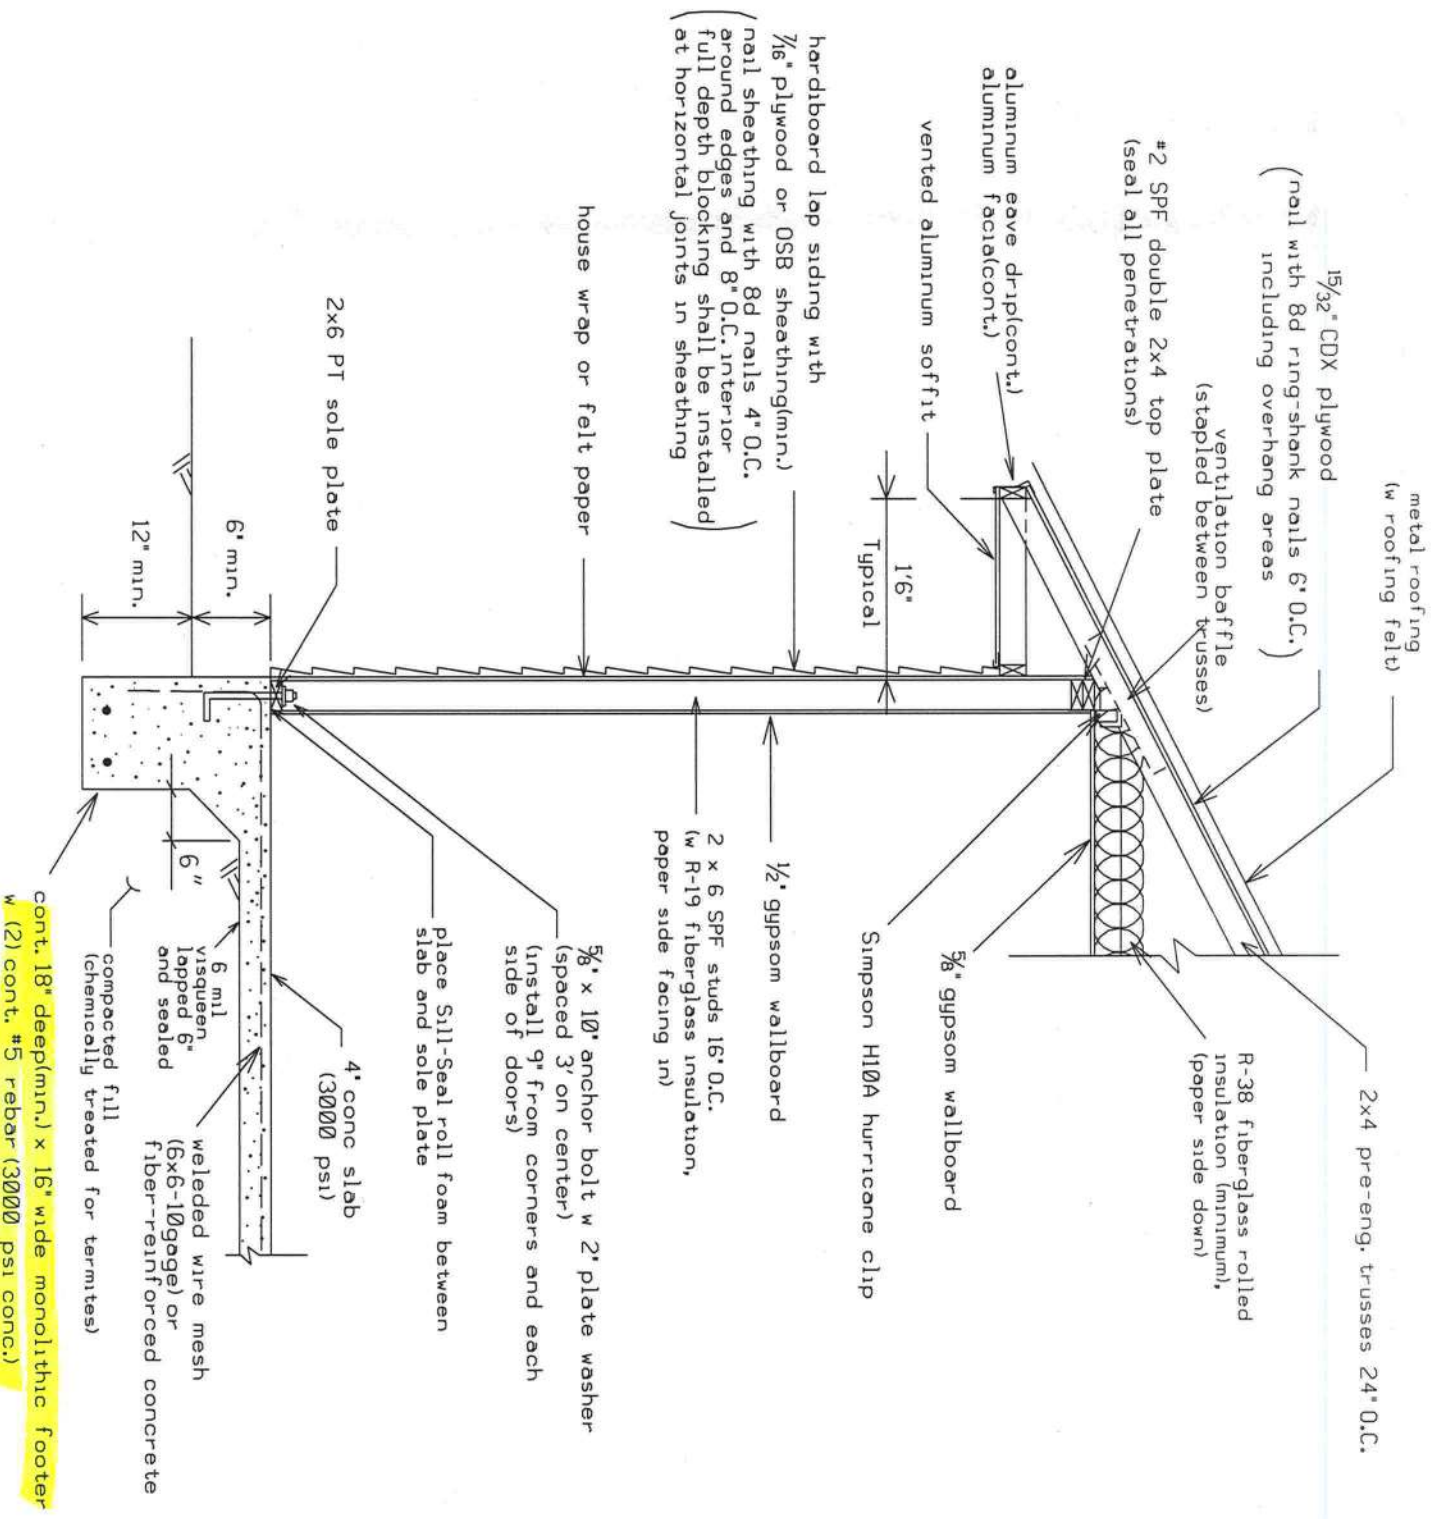 metal roofing
(w roofing felt)
15/32" CDX plywood
(nail with 8d ring-shank nails 6" O.C.
including overhang areas)
ventilation baffle
(stapled between trusses)
#2 SPF double 2x4 top plate
(seal all penetrations)
aluminum eave drip(cont.)
aluminum facia(cont.)
vented aluminum soffit
1'6"
Typical
hardiboard lap siding with
7/16" plywood or OSB sheathing(min.)
(nail sheathing with 8d nails 4" O.C.
around edges and 8" O.C. interior
full depth blocking shall be installed
at horizontal joints in sheathing)
house wrap or felt paper
2x6 PT sole plate
6" min.
12" min.
2x4 pre-eng. trusses 24" O.C.
R-38 fiberglass rolled
insulation (minimum),
(paper side down)
5/8" gypsom wallboard
Simpson H10A hurricane clip
1/2" gypsom wallboard
2 x 6 SPF studs 16" O.C.
(w R-19 fiberglass insulation,
paper side facing in)
5/8" x 10" anchor bolt w 2" plate washer
(spaced 3' on center)
(install 9" from corners and each
side of doors)
place Sill-Seal roll foam between
slab and sole plate
4" conc slab
(3000 psi)
weleded wire mesh
(6x6-10gage) or
fiber--reinforced concrete
6"
6 mil
visqueen
lapped 6"
and sealed
compacted fill
(chemically treated for termites)
cont. 18" deep(min.) x 16" wide monolithic footer
w (2) cont. #5 rebar (3000 psi conc.)